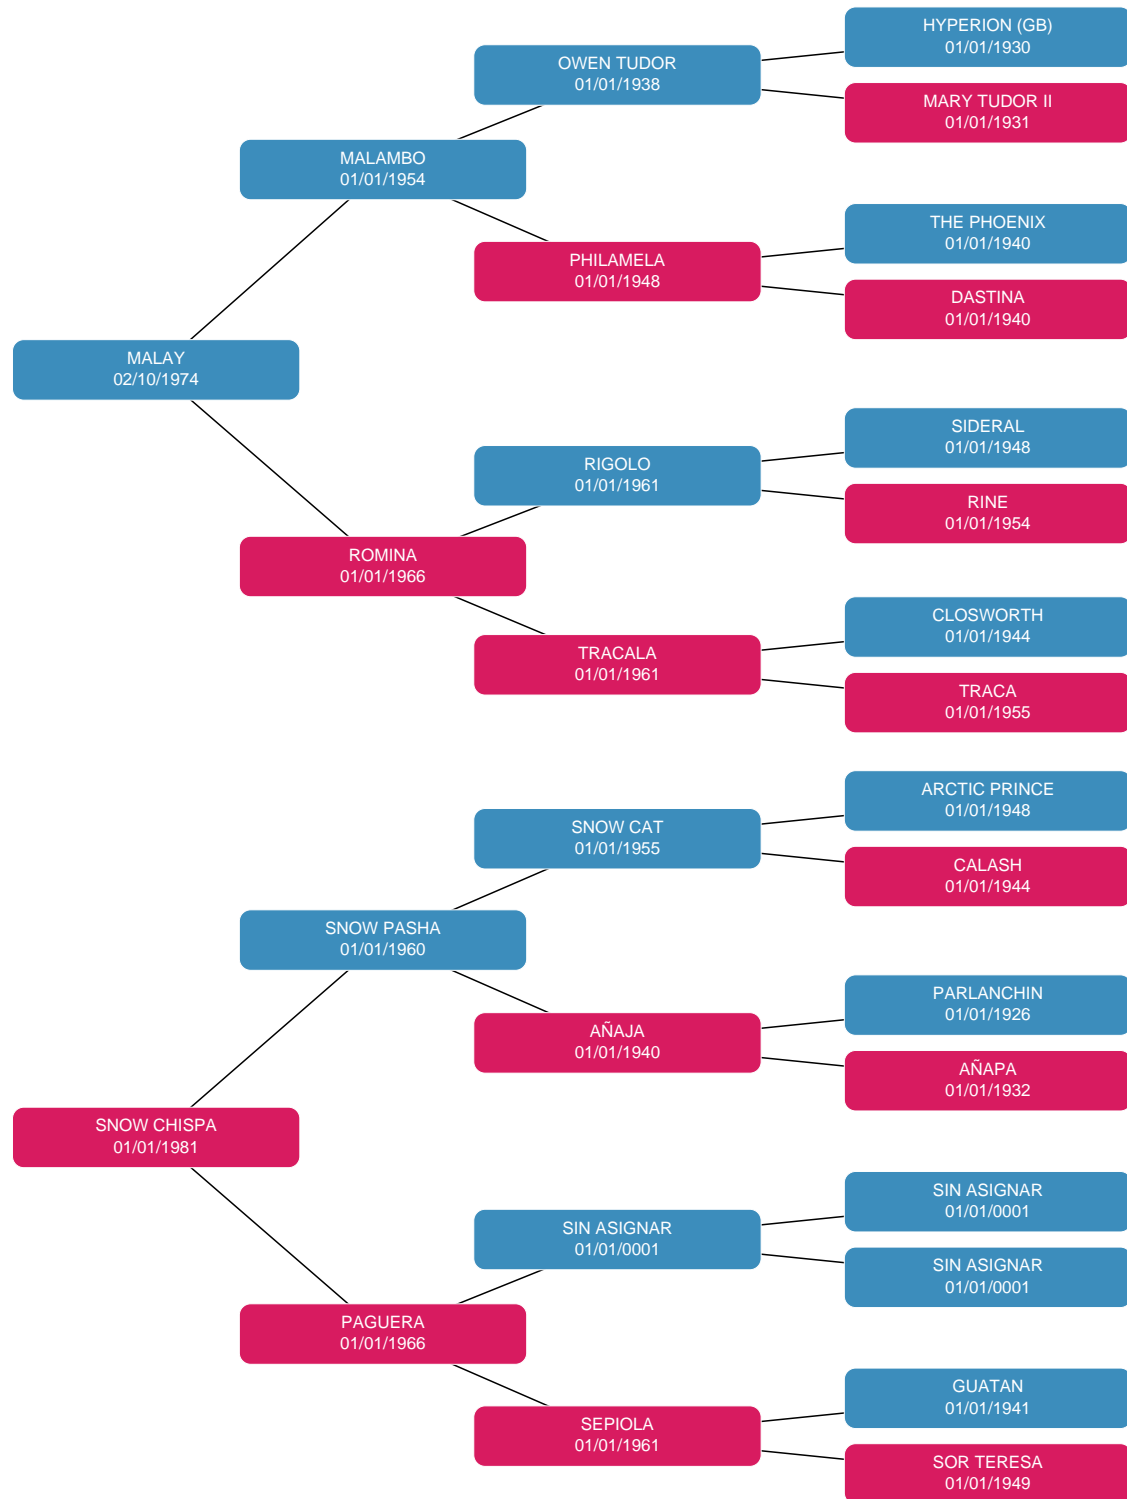 HYPERION (GB)
01/01/1930
OWEN TUDOR
01/01/1938
MARY TUDOR II
01/01/1931
MALAMBO
01/01/1954
THE PHOENIX
01/01/1940
PHILAMELA
01/01/1948
DASTINA
01/01/1940
MALAY
02/10/1974
SIDERAL
01/01/1948
RIGOLO
01/01/1961
RINE
01/01/1954
ROMINA
01/01/1966
CLOSWORTH
01/01/1944
TRACALA
01/01/1961
TRACA
01/01/1955
ARCTIC PRINCE
01/01/1948
SNOW CAT
01/01/1955
CALASH
01/01/1944
SNOW PASHA
01/01/1960
PARLANCHIN
01/01/1926
AÑAJA
01/01/1940
AÑAPA
01/01/1932
SNOW CHISPA
01/01/1981
SIN ASIGNAR
01/01/0001
SIN ASIGNAR
01/01/0001
SIN ASIGNAR
01/01/0001
PAGUERA
01/01/1966
GUATAN
01/01/1941
SEPIOLA
01/01/1961
SOR TERESA
01/01/1949